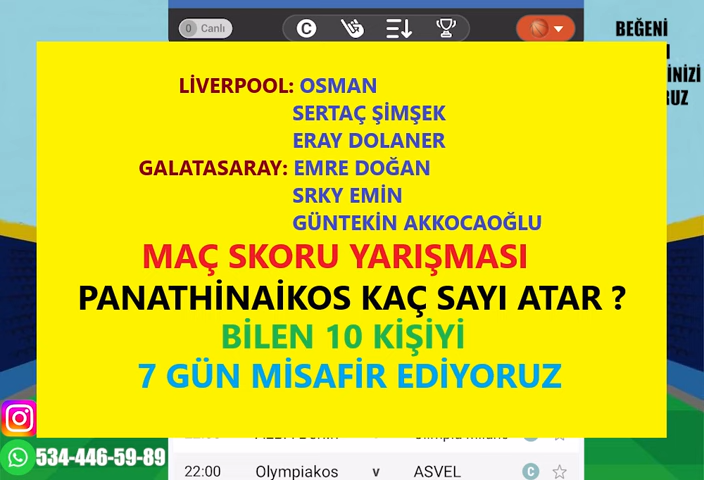 0 Canlı
C
BEĞENİ
İNİZİ
LİVERPOOL: OSMAN
SERTAÇ ŞİMŞEK
ERAY DOLANER
GALATASARAY: EMRE DOĞAN
SRKY EMİN
GÜNTEKİN AKKOCAOĞLU
MAÇ SKORU YARIŞMASI
PANATHİNAİKOS KAÇ SAYI ATAR ?
BİLEN 10 KİŞİYİ
7 GÜN MİSAFİR EDİYORUZ
534-446-59-89
22:00 Olympiakos v ASVEL C